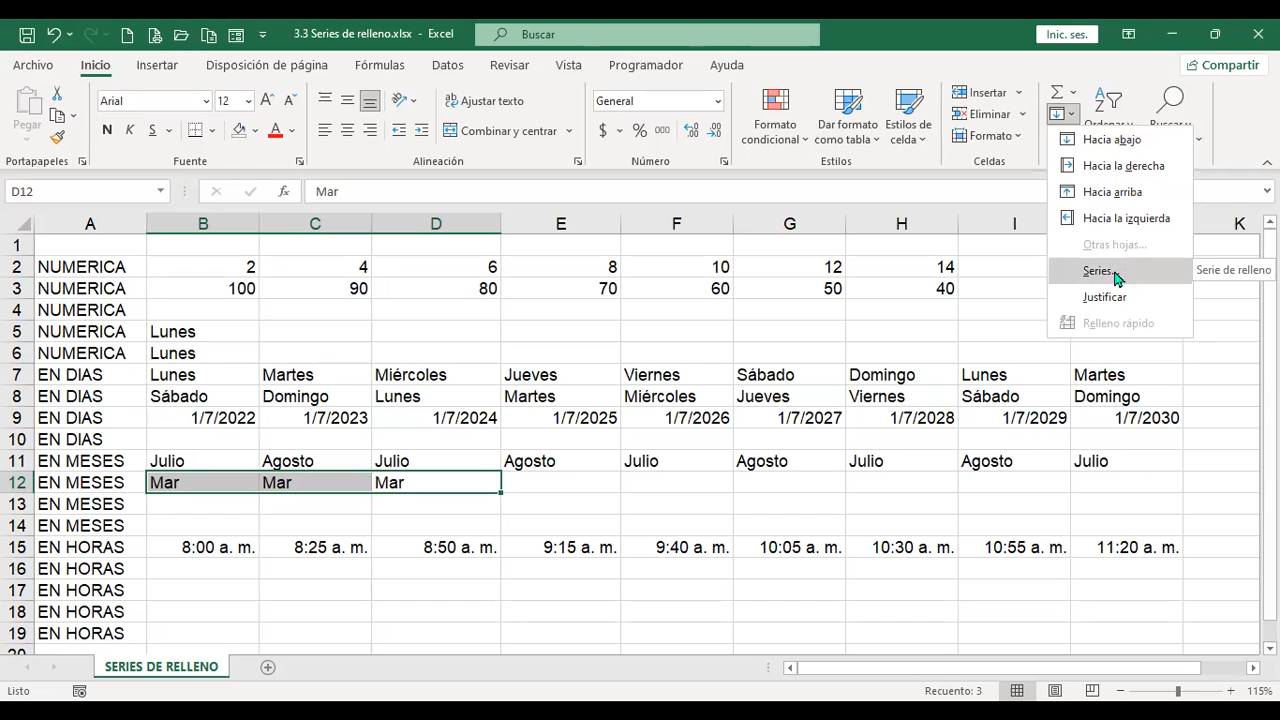 3.3 Series de relleno.xlsx - Excel
Buscar
Inic. ses.
Archivo Inicio Insertar Disposición de página Fórmulas Datos Revisar Vista Programador Ayuda Compartir
Pegar
Portapapeles
Arial 12
N K S
Fuente
Ajustar texto
Combinar y centrar
Alineación
General
$ % 000
Número
Formato condicional
Dar formato como tabla
Estilos de celda
Estilos
Insertar
Eliminar
Formato
Celdas
Ordenar
Buscar y
Hacia abajo
Hacia la derecha
Hacia arriba
Hacia la izquierda
Otras hojas...
Series...
Serie de relleno
Justificar
Relleno rápido
D12 fx Mar
A B C D E F G H I K
1
2 NUMERICA 2 4 6 8 10 12 14
3 NUMERICA 100 90 80 70 60 50 40
4 NUMERICA
5 NUMERICA Lunes
6 NUMERICA Lunes
7 EN DIAS Lunes Martes Miércoles Jueves Viernes Sábado Domingo Lunes Martes
8 EN DIAS Sábado Domingo Lunes Martes Miércoles Jueves Viernes Sábado Domingo
9 EN DIAS 1/7/2022 1/7/2023 1/7/2024 1/7/2025 1/7/2026 1/7/2027 1/7/2028 1/7/2029 1/7/2030
10 EN DIAS
11 EN MESES Julio Agosto Julio Agosto Julio Agosto Julio Agosto Julio
12 EN MESES Mar Mar Mar
13 EN MESES
14 EN MESES
15 EN HORAS 8:00 a. m. 8:25 a. m. 8:50 a. m. 9:15 a. m. 9:40 a. m. 10:05 a. m. 10:30 a. m. 10:55 a. m. 11:20 a. m.
16 EN HORAS
17 EN HORAS
18 EN HORAS
19 EN HORAS
SERIES DE RELLENO
Listo Recuento: 3 115%